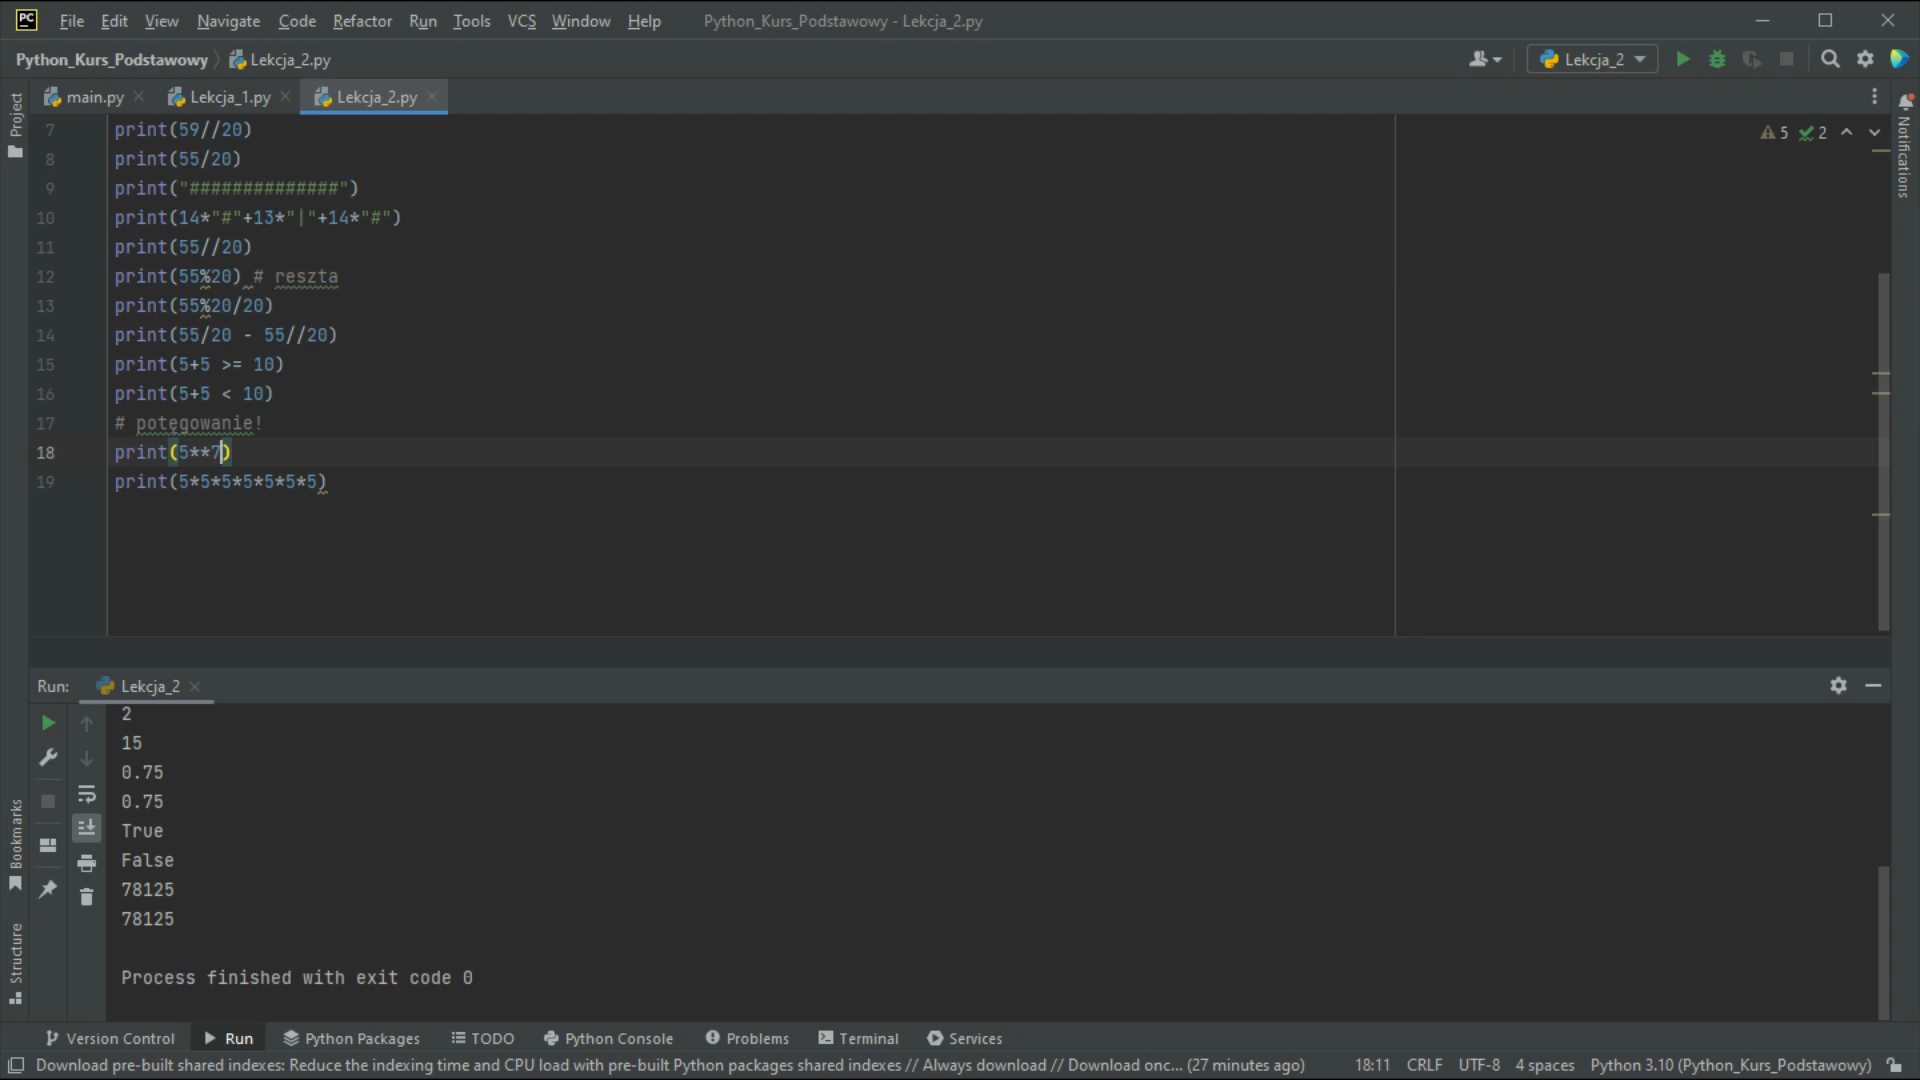 PC File Edit View Navigate Code Refactor Run Tools VCS Window Help Python_Kurs_Podstawowy - Lekcja_2.py
Python_Kurs_Podstawowy Lekcja_2.py Lekcja_2
main.py Lekcja_1.py Lekcja_2.py
Project
Notifications
5 2
7 print(59//20)
8 print(55/20)
9 print("##############")
10 print(14*"#"+13*"|"+14*"#")
11 print(55//20)
12 print(55%20) # reszta
13 print(55%20/20)
14 print(55/20 - 55//20)
15 print(5+5 >= 10)
16 print(5+5 < 10)
17 # potęgowanie!
18 print(5**7)
19 print(5*5*5*5*5*5*5)
Run: Lekcja_2
2
15
0.75
0.75
True
False
78125
78125
Process finished with exit code 0
Bookmarks
Structure
Version Control Run Python Packages TODO Python Console Problems Terminal Services
Download pre-built shared indexes: Reduce the indexing time and CPU load with pre-built Python packages shared indexes // Always download // Download onc... (27 minutes ago) 18:11 CRLF UTF-8 4 spaces Python 3.10 (Python_Kurs_Podstawowy)